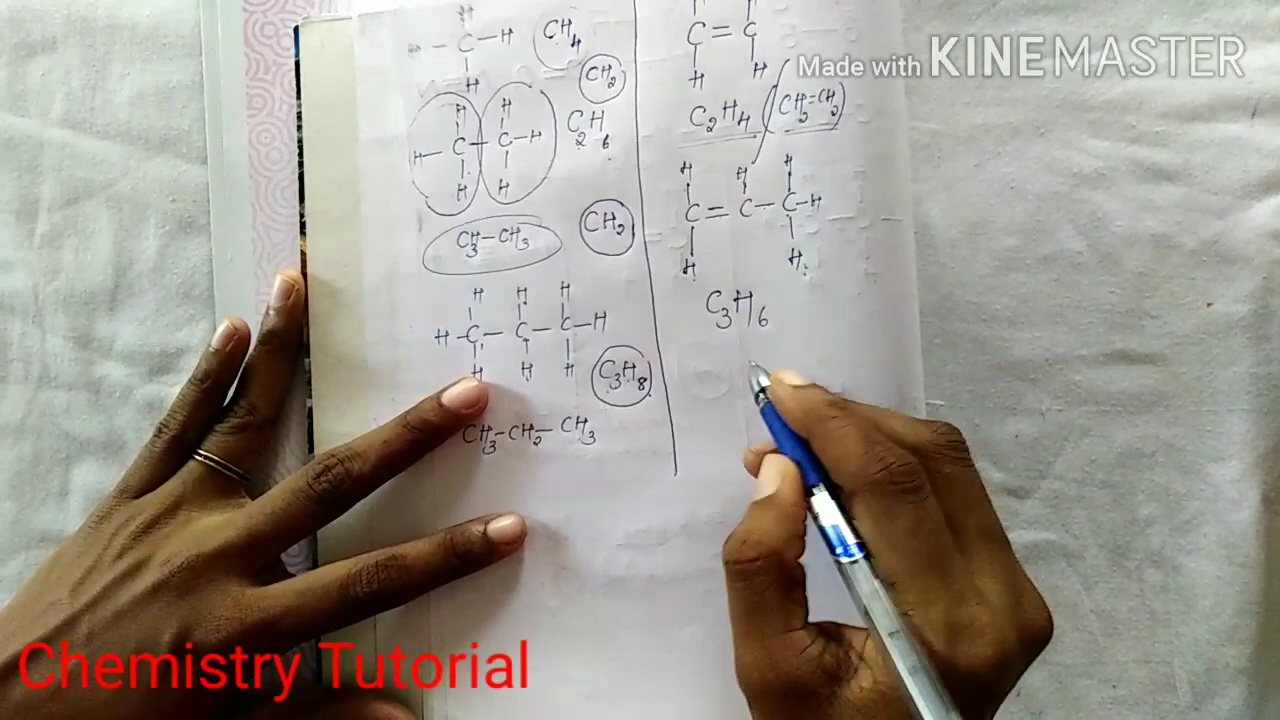 H
H – C – H CH4
H
CH2
H H
H – C – C – H C2H6
H H
CH3 – CH3 CH2
H H H
H – C – C – C – H
H H H C3H8
CH3 – CH2 – CH3
C = C
H H
C2H4 / (CH2=CH2)
H H H
C = C – C – H
H H
C3H6
Made with KINEMASTER
Chemistry Tutorial